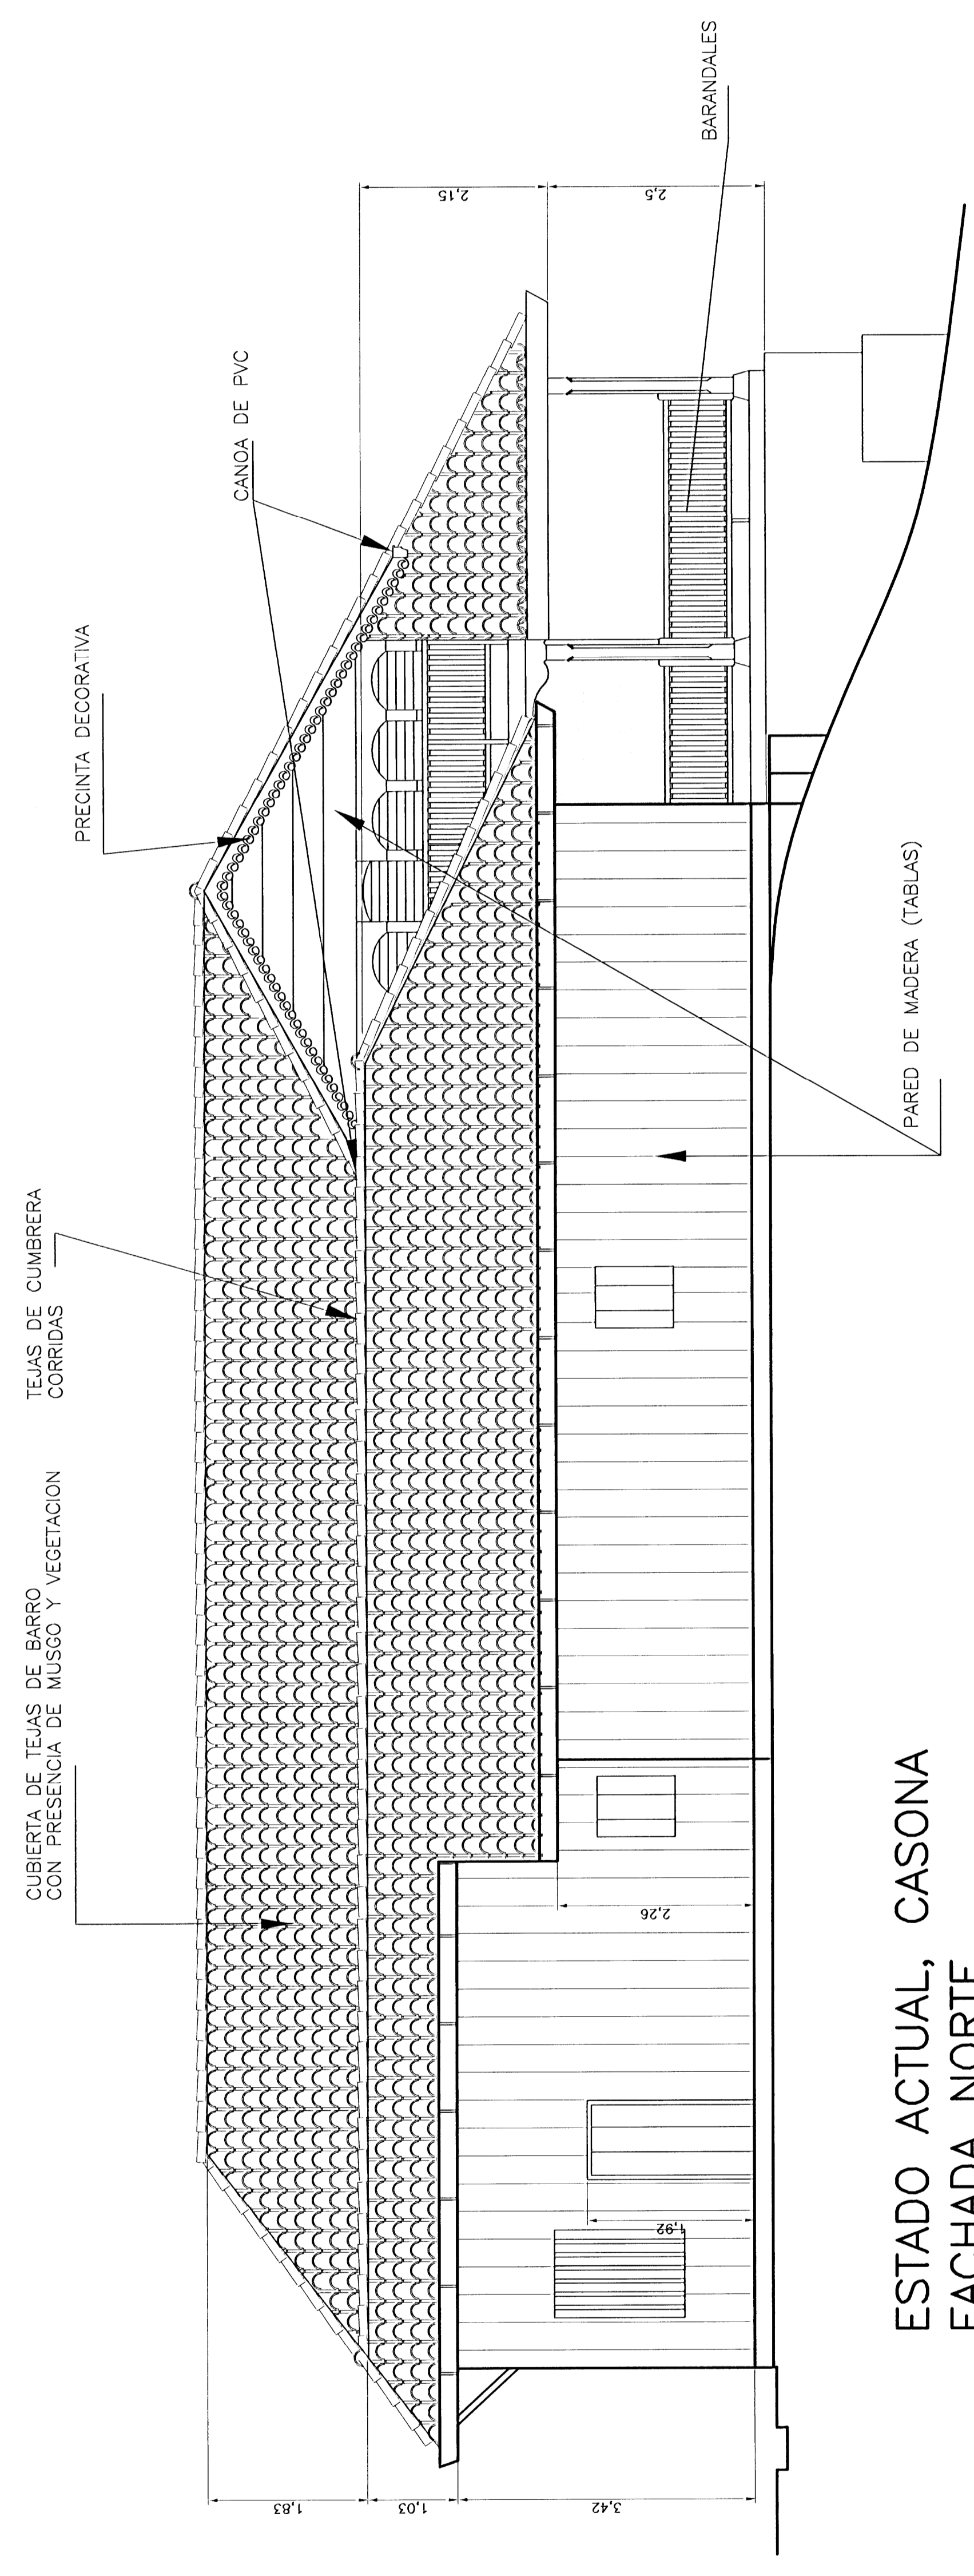 CUBIERTA DE TEJAS DE BARRO
CON PRESENCIA DE MUSGO Y VEGETACION
TEJAS DE CUMBRERA
CORRIDAS
PRECINTA DECORATIVA
CANOA DE PVC
BARANDALES
PARED DE MADERA (TABLAS)
1,83
1,03
3,42
1,92
2,26
2,15
2,5
ESTADO ACTUAL, CASONA
FACHADA NORTE